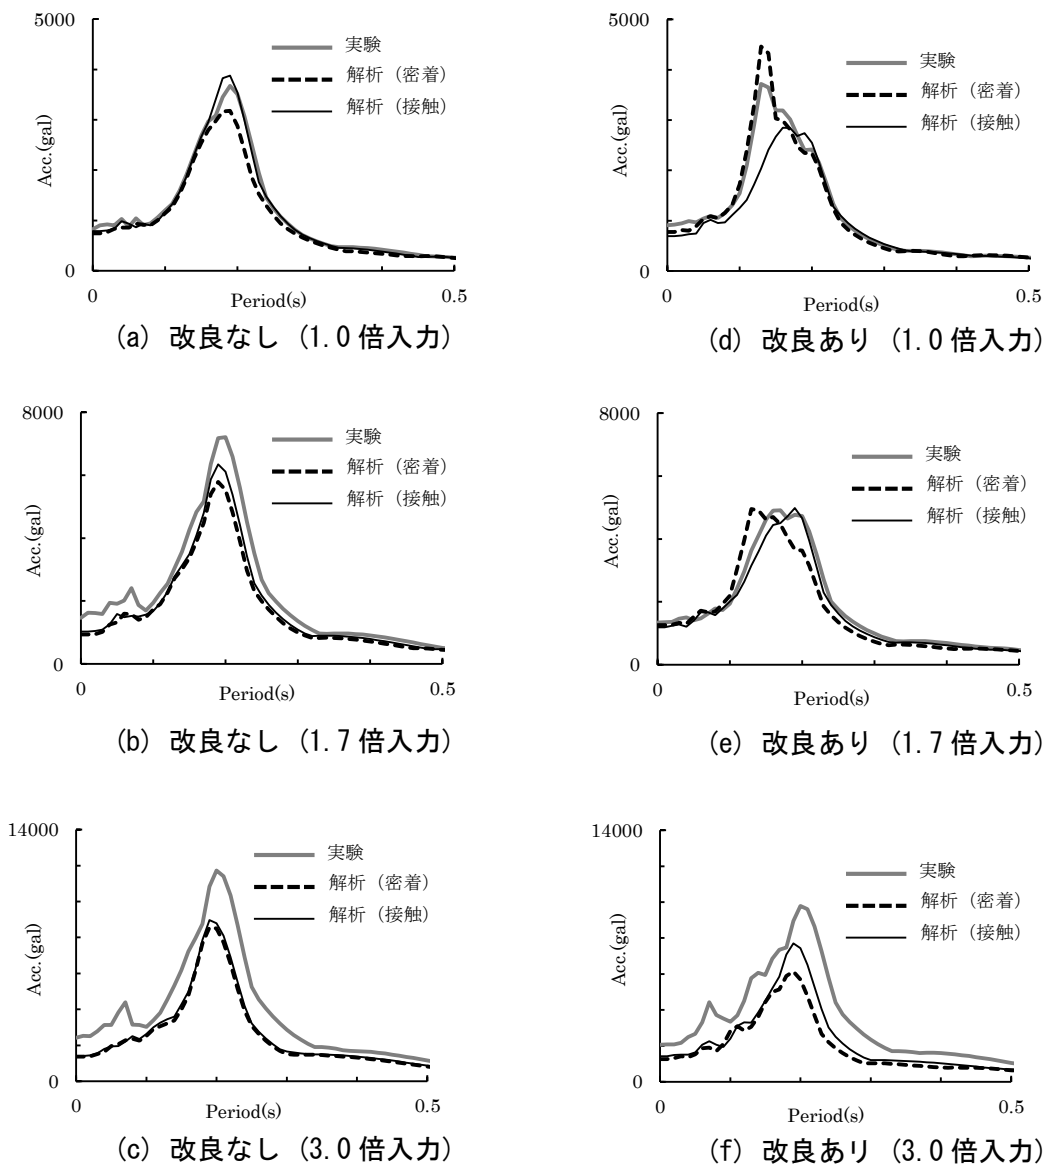 5000
実験
解析（密着）
解析（接触）
Acc.(gal)
0
0
0.5
Period(s)
(a) 改良なし (1.0 倍入力)
5000
実験
解析（密着）
解析（接触）
Acc.(gal)
0
0
0.5
Period(s)
(d) 改良あり (1.0 倍入力)
8000
実験
解析（密着）
解析（接触）
Acc.(gal)
0
0
0.5
Period(s)
(b) 改良なし (1.7 倍入力)
8000
実験
解析（密着）
解析（接触）
Acc.(gal)
0
0
0.5
Period(s)
(e) 改良あり (1.7 倍入力)
14000
実験
解析（密着）
解析（接触）
Acc.(gal)
0
0
0.5
Period(s)
(c) 改良なし (3.0 倍入力)
14000
実験
解析（密着）
解析（接触）
Acc.(gal)
0
0
0.5
Period(s)
(f) 改良あり (3.0 倍入力)